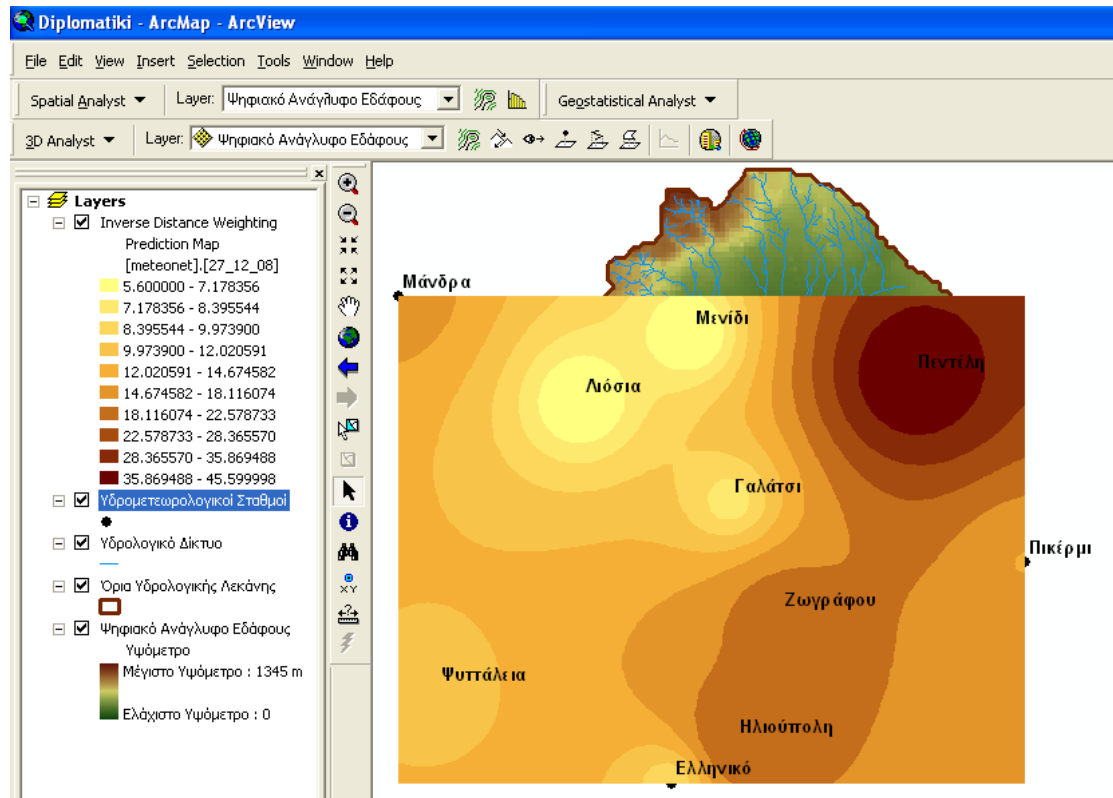 Diplomatiki - ArcMap - ArcView
File Edit View Insert Selection Tools Window Help
Spatial Analyst Layer: Ψηφιακό Ανάγλυφο Εδάφους Geostatistical Analyst
3D Analyst Layer: Ψηφιακό Ανάγλυφο Εδάφους
Layers
Inverse Distance Weighting
Prediction Map
[meteonet].[27_12_08]
5.600000 - 7.178356
7.178356 - 8.395544
8.395544 - 9.973900
9.973900 - 12.020591
12.020591 - 14.674582
14.674582 - 18.116074
18.116074 - 22.578733
22.578733 - 28.365570
28.365570 - 35.869488
35.869488 - 45.599998
Υδρομετεωρολογικοί Σταθμοί
Υδρολογικό Δίκτυο
Όρια Υδρολογικής Λεκάνης
Ψηφιακό Ανάγλυφο Εδάφους
Υψόμετρο
Μέγιστο Υψόμετρο : 1345 m
Ελάχιστο Υψόμετρο : 0
XY
Μάνδρα
Μενίδι
Πεντέλη
Λιόσια
Γαλάτσι
Πικέρμι
Ζωγράφου
Ψυττάλεια
Ηλιούπολη
Ελληνικό